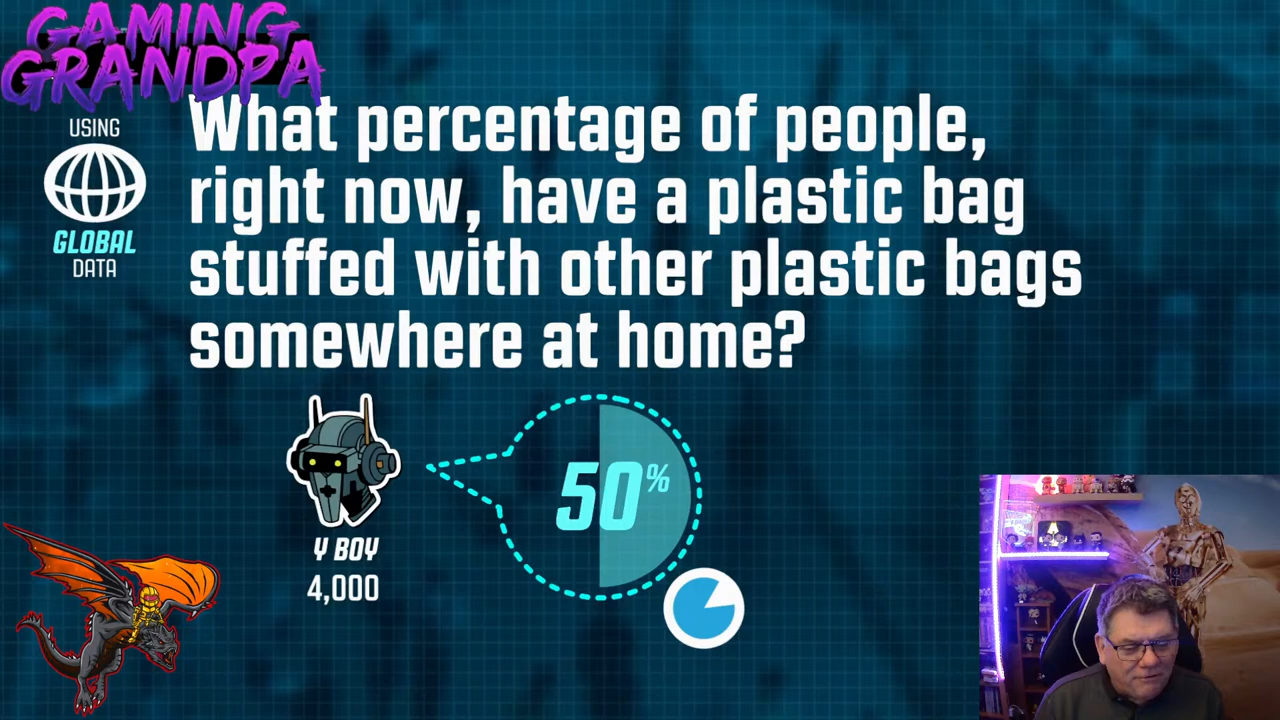 GAMING
GRANDPA
USING
GLOBAL
DATA
What percentage of people,
right now, have a plastic bag
stuffed with other plastic bags
somewhere at home?
50%
Y BOY
4,000